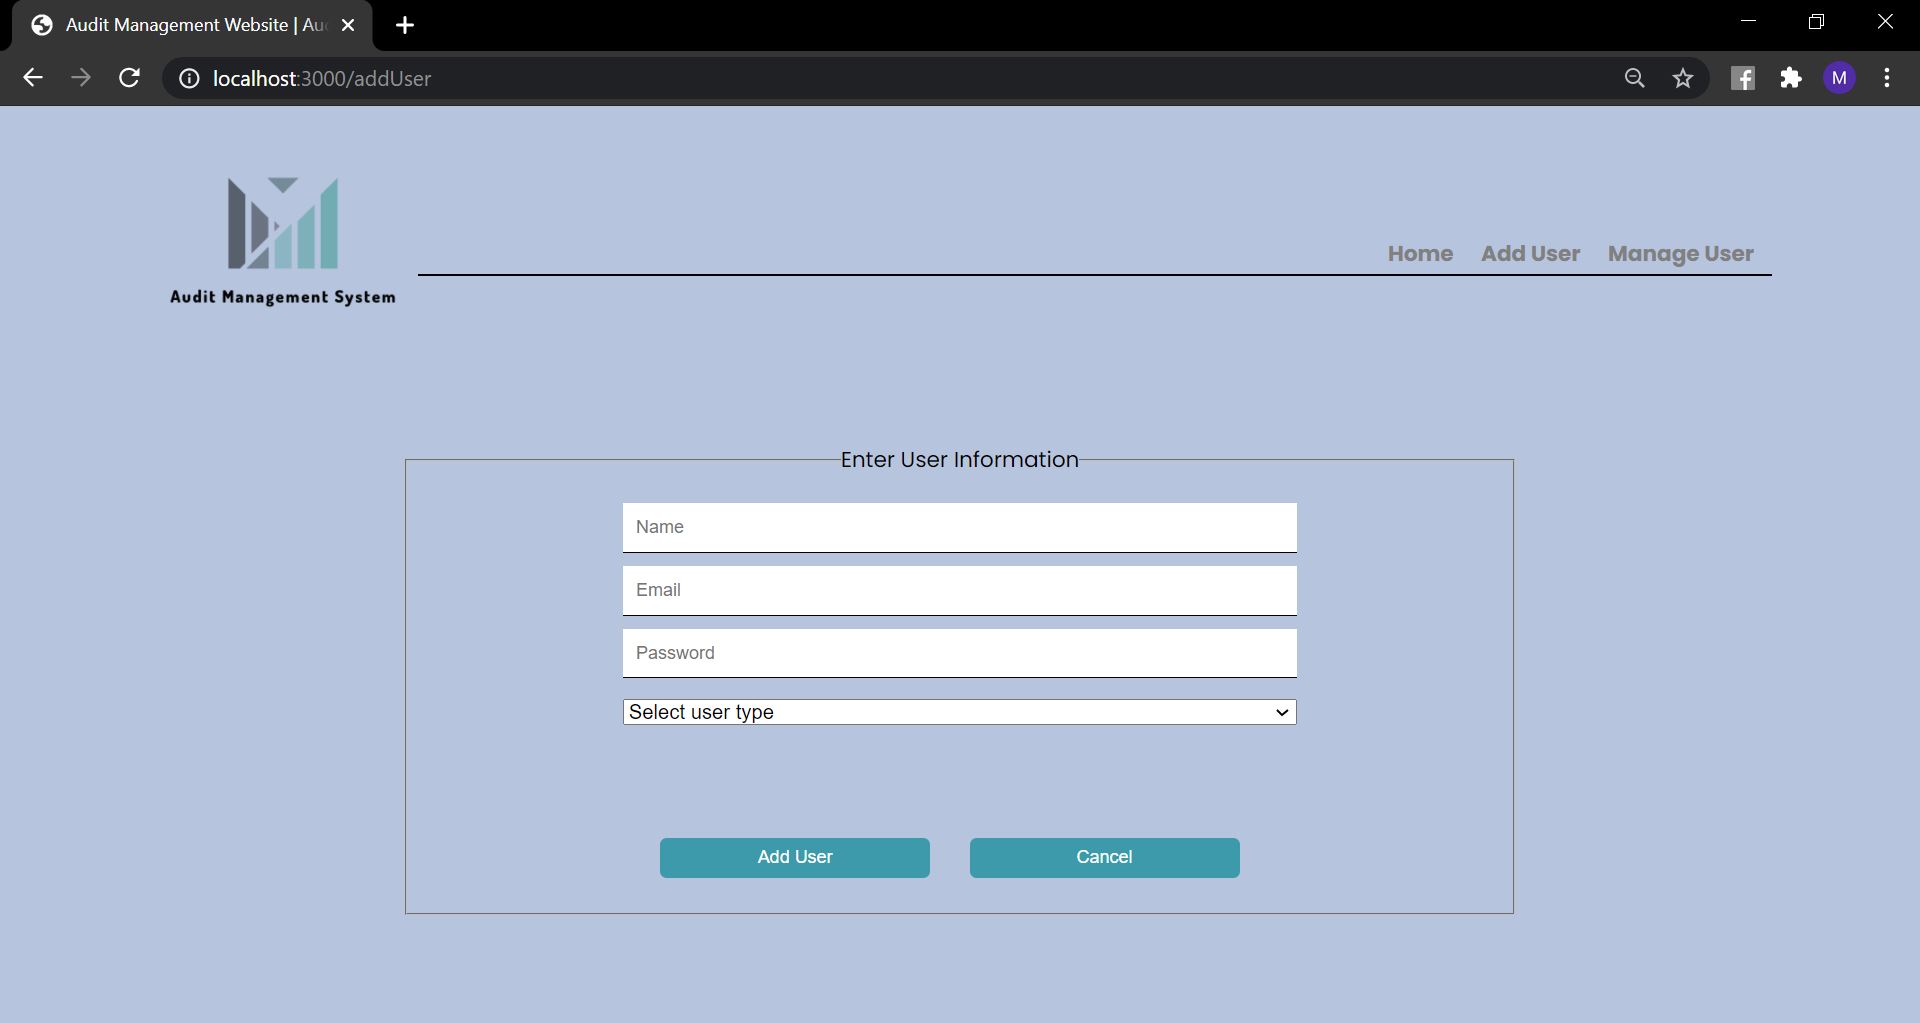 Audit Management Website | Au
localhost:3000/addUser
M
Audit Management System
Home Add User Manage User
Enter User Information
Name
Email
Password
Select user type
Add User Cancel